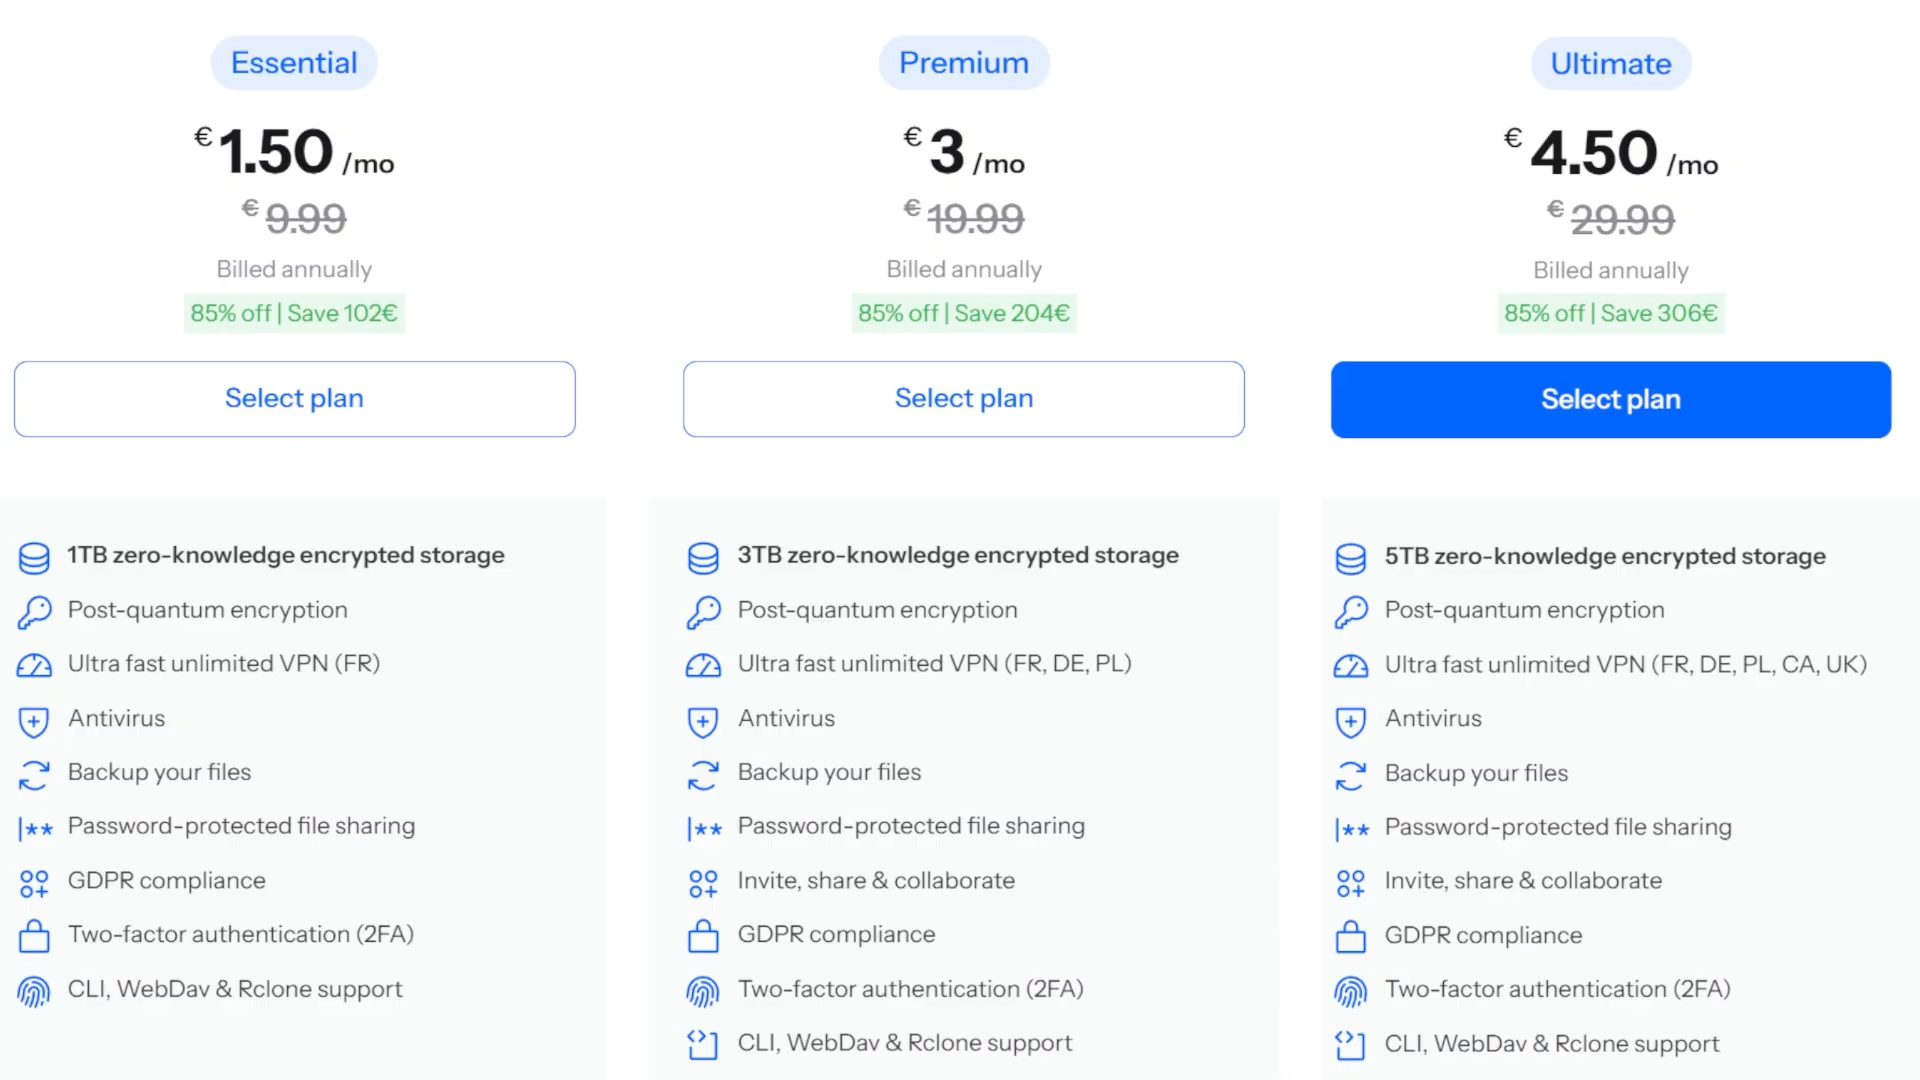 Essential
€ 1.50 /mo
€ 9.99
Billed annually
85% off | Save 102€
Select plan
1TB zero-knowledge encrypted storage
Post-quantum encryption
Ultra fast unlimited VPN (FR)
Antivirus
Backup your files
Password-protected file sharing
GDPR compliance
Two-factor authentication (2FA)
CLI, WebDav & Rclone support
Premium
€ 3 /mo
€ 19.99
Billed annually
85% off | Save 204€
Select plan
3TB zero-knowledge encrypted storage
Post-quantum encryption
Ultra fast unlimited VPN (FR, DE, PL)
Antivirus
Backup your files
Password-protected file sharing
Invite, share & collaborate
GDPR compliance
Two-factor authentication (2FA)
CLI, WebDav & Rclone support
Ultimate
€ 4.50 /mo
€ 29.99
Billed annually
85% off | Save 306€
Select plan
5TB zero-knowledge encrypted storage
Post-quantum encryption
Ultra fast unlimited VPN (FR, DE, PL, CA, UK)
Antivirus
Backup your files
Password-protected file sharing
Invite, share & collaborate
GDPR compliance
Two-factor authentication (2FA)
CLI, WebDav & Rclone support